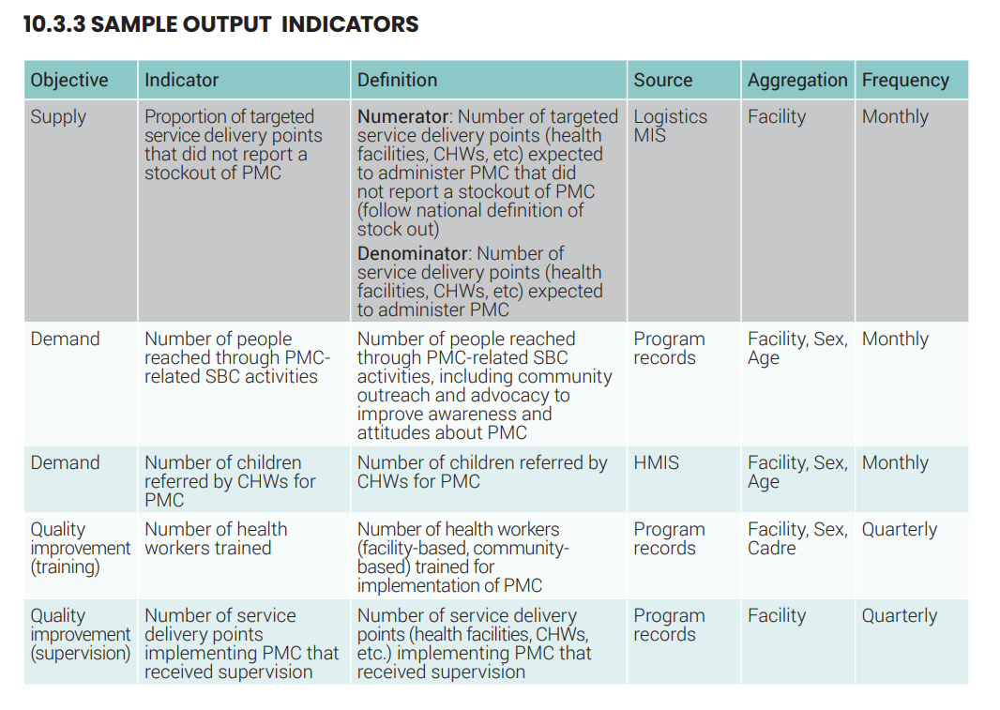 10.3.3 SAMPLE OUTPUT INDICATORS
Objective Indicator Definition Source Aggregation Frequency
Supply
Proportion of targeted
service delivery points
that did not report a
stockout of PMC
Numerator: Number of targeted
service delivery points (health
facilities, CHWs, etc) expected
to administer PMC that did
not report a stockout of PMC
(follow national definition of
stock out)
Denominator: Number of
service delivery points (health
facilities, CHWs, etc) expected
to administer PMC
Logistics
MIS
Facility
Monthly
Demand
Number of people
reached through PMC-
related SBC activities
Number of people reached
through PMC-related SBC
activities, including community
outreach and advocacy to
improve awareness and
attitudes about PMC
Program
records
Facility, Sex,
Age
Monthly
Demand
Number of children
referred by CHWs for
PMC
Number of children referred by
CHWs for PMC
HMIS
Facility, Sex,
Age
Monthly
Quality
improvement
(training)
Number of health
workers trained
Number of health workers
(facility-based, community-
based) trained for
implementation of PMC
Program
records
Facility, Sex,
Cadre
Quarterly
Quality
improvement
(supervision)
Number of service
delivery points
implementing PMC that
received supervision
Number of service delivery
points (health facilities, CHWs,
etc.) implementing PMC that
received supervision
Program
records
Facility
Quarterly